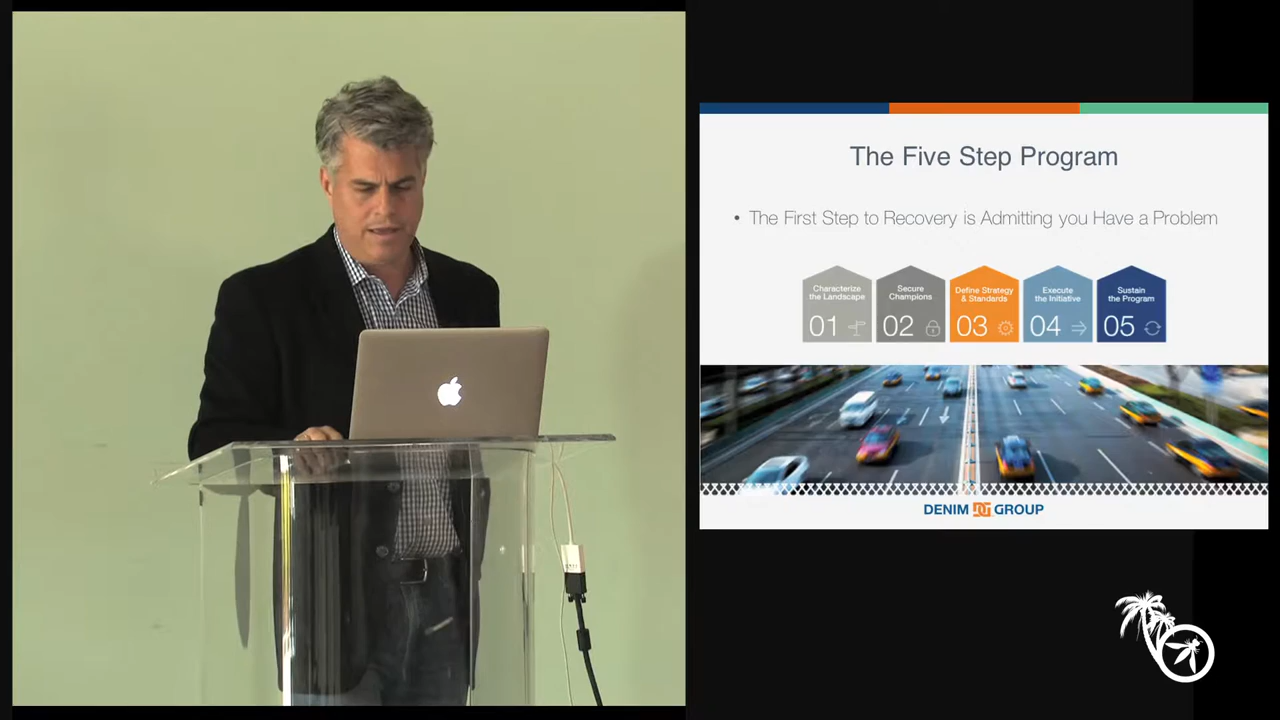 The Five Step Program
• The First Step to Recovery is Admitting you Have a Problem
Characterize
the Landscape
01
Secure
Champions
02
Define Strategy
& Standards
03
Execute
the Initiative
04
Sustain
the Program
05
DENIM GROUP